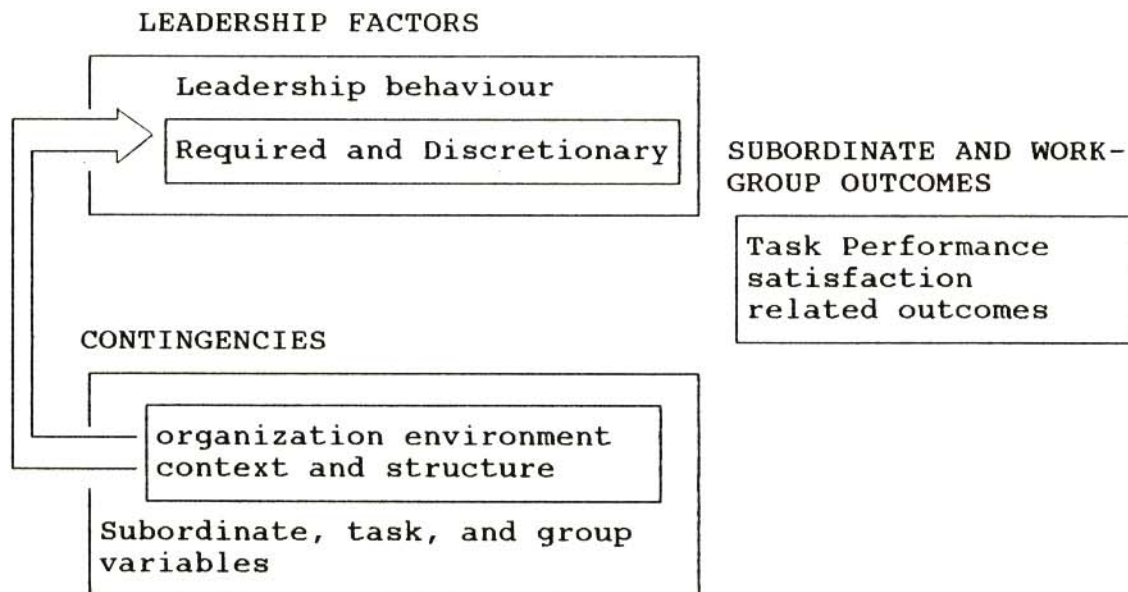 LEADERSHIP FACTORS
Leadership behaviour
Required and Discretionary
SUBORDINATE AND WORK-
GROUP OUTCOMES
Task Performance
satisfaction
related outcomes
CONTINGENCIES
organization environment
context and structure
Subordinate, task, and group
variables